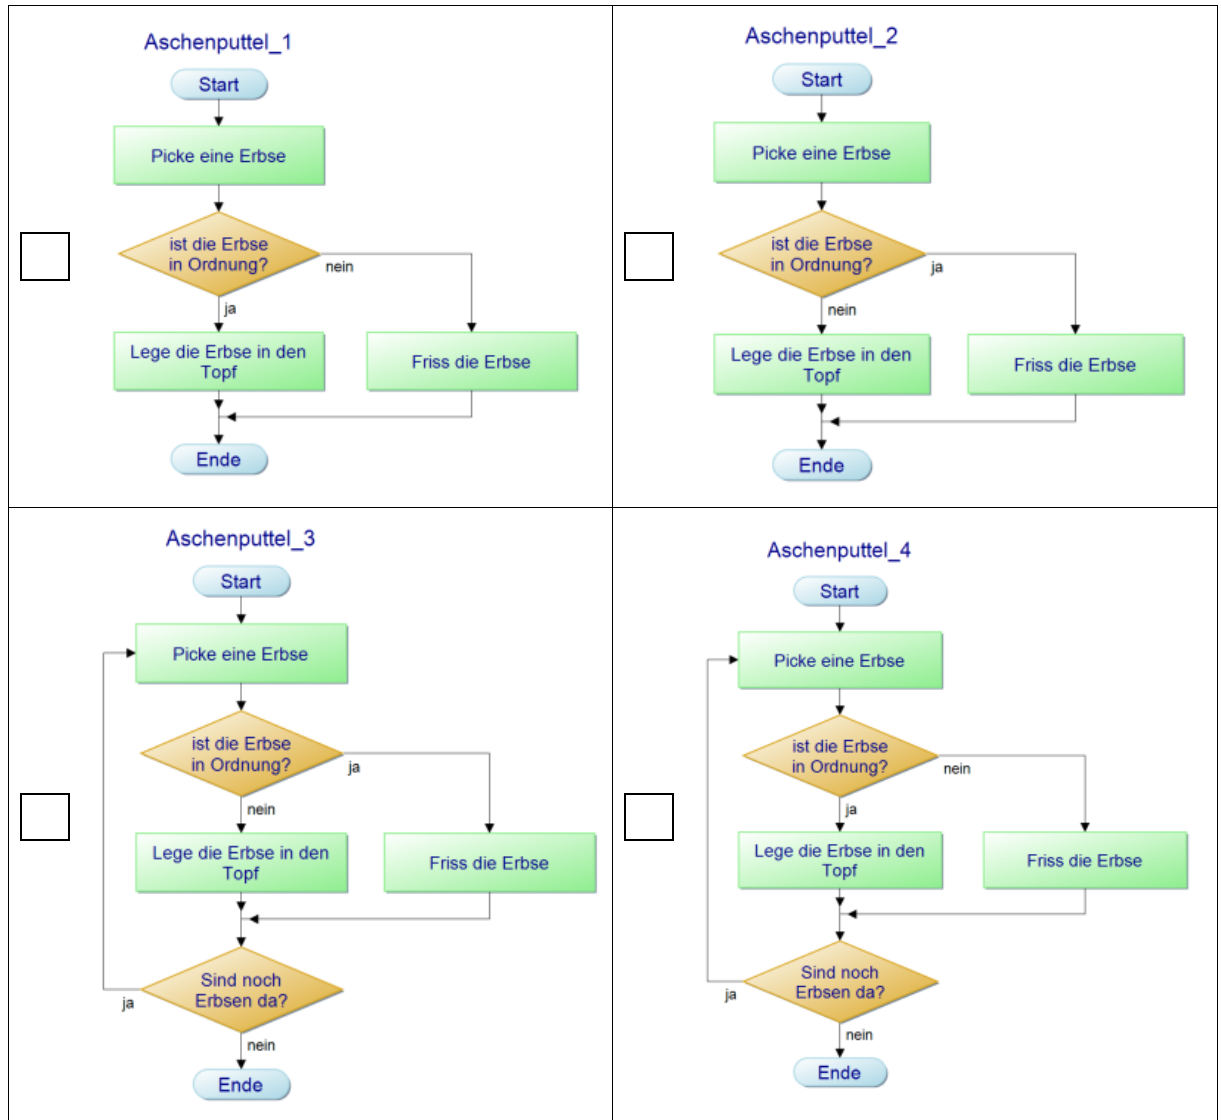 Aschenputtel_1
Start
Picke eine Erbse
ist die Erbse
in Ordnung?
nein
ja
Lege die Erbse in den
Topf
Friss die Erbse
Ende
Aschenputtel_2
Start
Picke eine Erbse
ist die Erbse
in Ordnung?
ja
nein
Lege die Erbse in den
Topf
Friss die Erbse
Ende
Aschenputtel_3
Start
Picke eine Erbse
ist die Erbse
in Ordnung?
ja
nein
Lege die Erbse in den
Topf
Friss die Erbse
Sind noch
Erbsen da?
ja
nein
Ende
Aschenputtel_4
Start
Picke eine Erbse
ist die Erbse
in Ordnung?
nein
ja
Lege die Erbse in den
Topf
Friss die Erbse
Sind noch
Erbsen da?
ja
nein
Ende